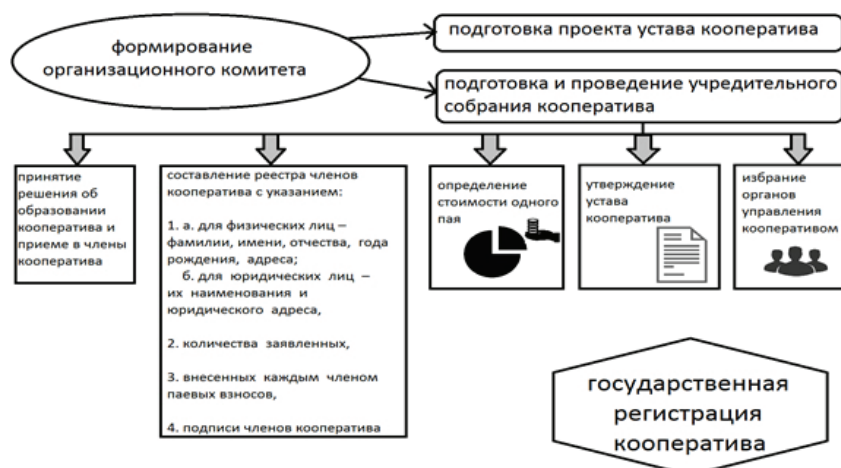 формирование
организационного комитета
подготовка проекта устава кооператива
подготовка и проведение учредительного
собрания кооператива
принятие
решения об
образовании
кооператива и
приеме в члены
кооператива
составление реестра членов
кооператива с указанием:
1. а. для физических лиц –
фамилии, имени, отчества, года
рождения, адреса;
б. для юридических лиц –
их наименования и
юридического адреса,
2. количества заявленных,
3. внесенных каждым членом
паевых взносов,
4. подписи членов кооператива
определение
стоимости одного
пая
утверждение
устава
кооператива
избрание
органов
управления
кооперативом
государственная
регистрация
кооператива